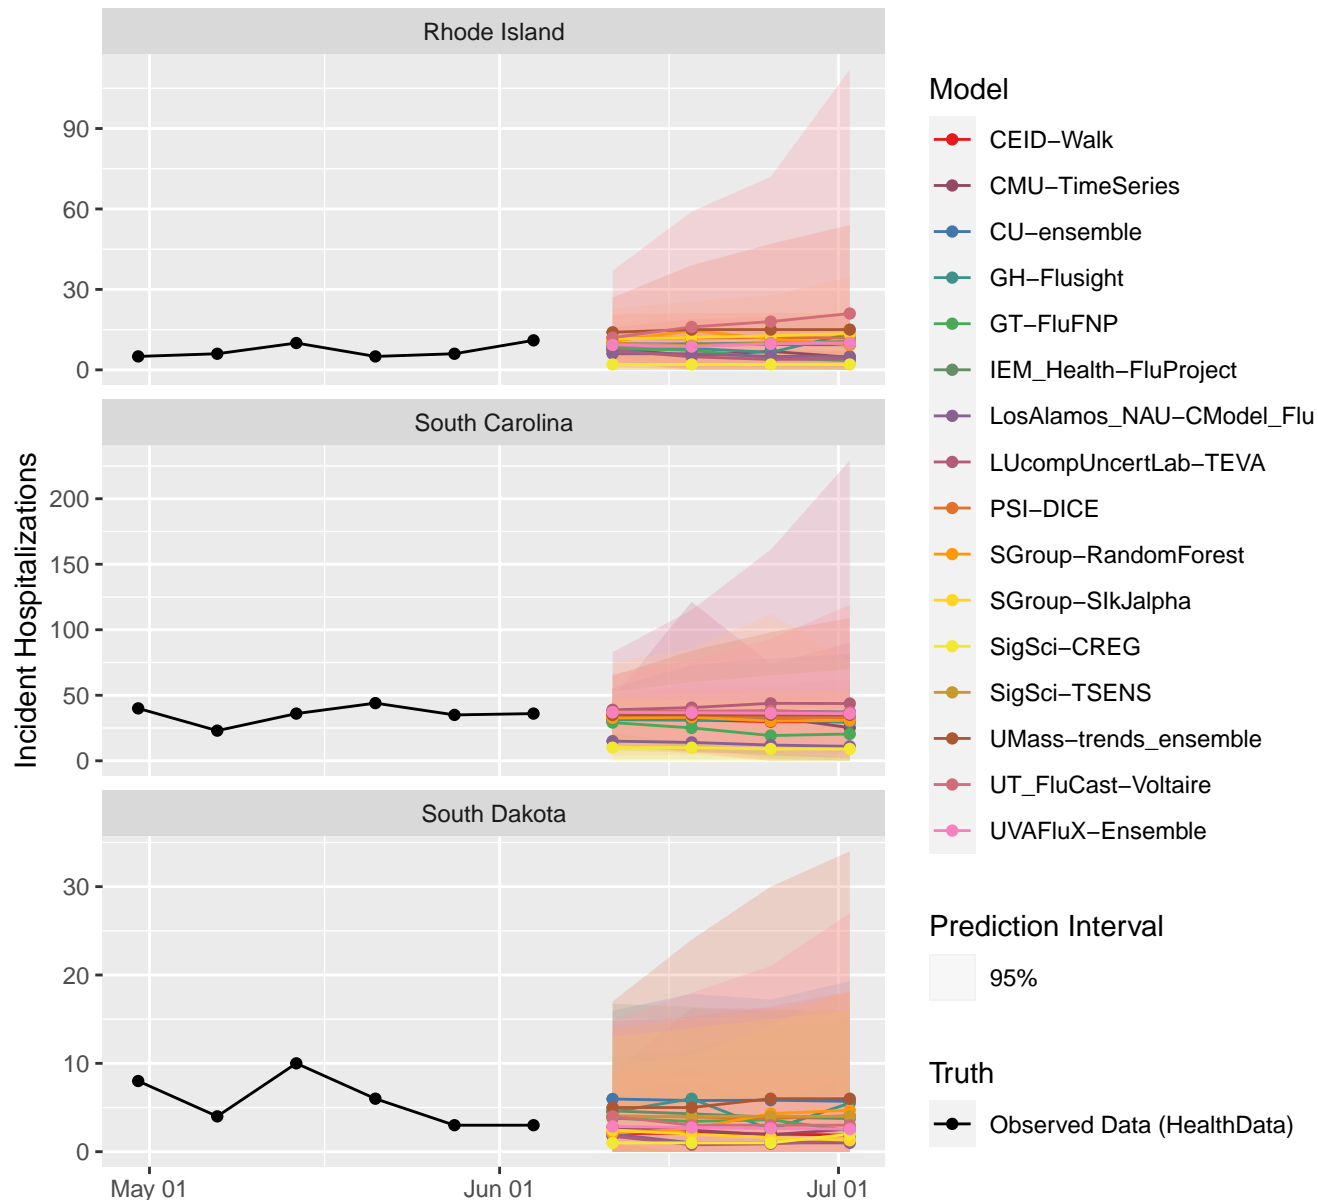 Rhode Island
90
60
30
0
South Carolina
200
150
100
50
0
South Dakota
30
20
10
0
May 01
Jun 01
Jul 01
Incident Hospitalizations
Model
CEID−Walk
CMU−TimeSeries
CU−ensemble
GH−Flusight
GT−FluFNP
IEM_Health−FluProject
LosAlamos_NAU−CModel_Flu
LUcompUncertLab−TEVA
PSI−DICE
SGroup−RandomForest
SGroup−SIkJalpha
SigSci−CREG
SigSci−TSENS
UMass−trends_ensemble
UT_FluCast−Voltaire
UVAFluX−Ensemble
Prediction Interval
95%
Truth
Observed Data (HealthData)